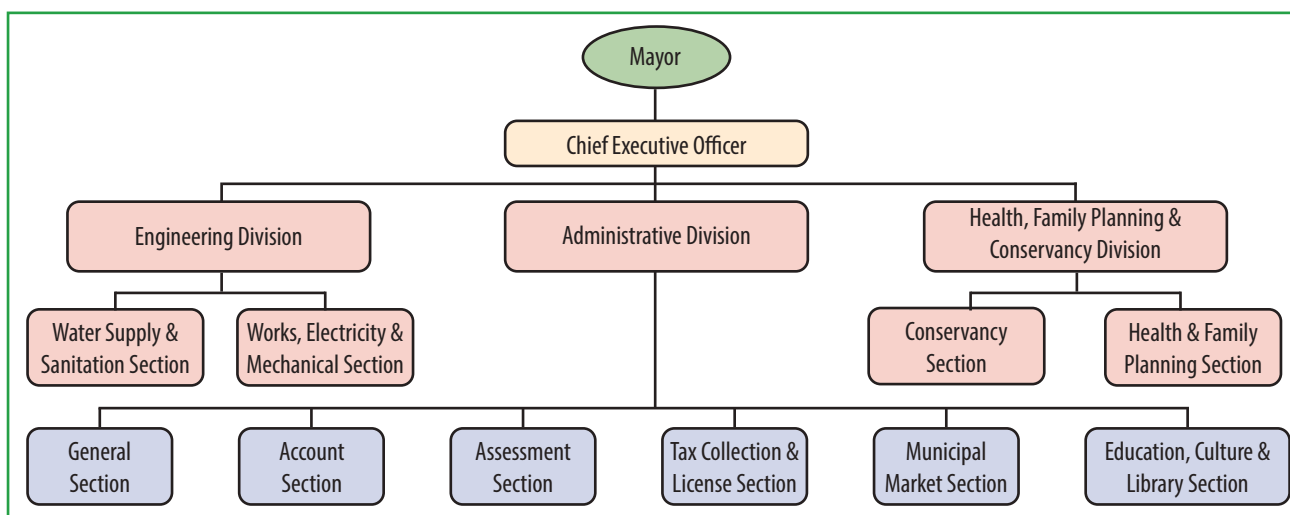 Mayor
Chief Executive Officer
Engineering Division
Administrative Division
Health, Family Planning &
Conservancy Division
Water Supply &
Sanitation Section
Works, Electricity &
Mechanical Section
Conservancy
Section
Health & Family
Planning Section
General
Section
Account
Section
Assessment
Section
Tax Collection &
License Section
Municipal
Market Section
Education, Culture &
Library Section